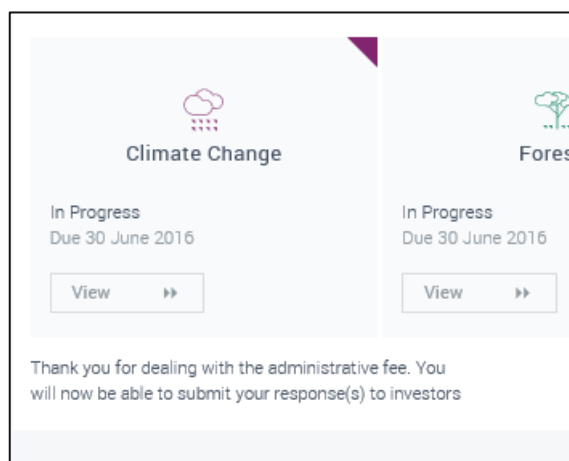 Climate Change
Fores
In Progress
In Progress
Due 30 June 2016
Due 30 June 2016
View
View
Thank you for dealing with the administrative fee. You
will now be able to submit your response(s) to investors